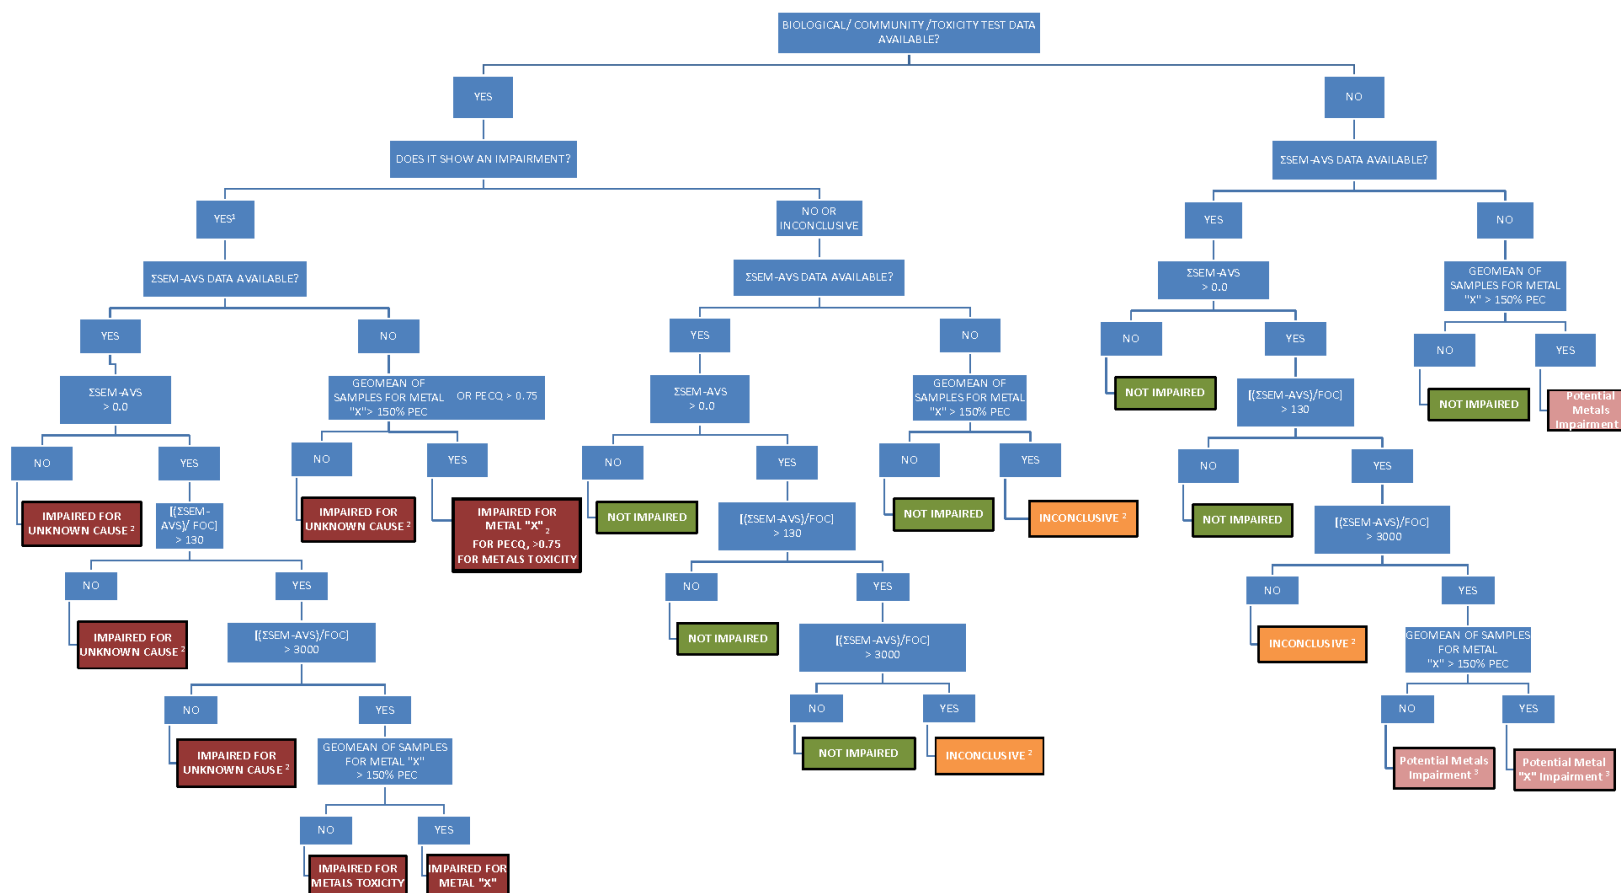 BIOLOGICAL/ COMMUNITY /TOXICITY TEST DATA
AVAILABLE?
YES
NO
DOES IT SHOW AN IMPAIRMENT?
ΣSEM-AVS DATA AVAILABLE?
YES¹
NO OR
INCONCLUSIVE
YES
NO
ΣSEM-AVS DATA AVAILABLE?
ΣSEM-AVS DATA AVAILABLE?
ΣSEM-AVS
> 0.0
GEOMEAN OF
SAMPLES FOR METAL
"X" > 150% PEC
YES
NO
YES
NO
NO
YES
NO
YES
ΣSEM-AVS
> 0.0
GEOMEAN OF
SAMPLES FOR METAL
"X"> 150% PEC
OR PECQ > 0.75
ΣSEM-AVS
> 0.0
GEOMEAN OF
SAMPLES FOR METAL
"X"> 150% PEC
NOT IMPAIRED
[(ΣSEM-AVS)/FOC]
> 130
NOT IMPAIRED
Potential
Metals
Impairment
NO
YES
NO
YES
NO
YES
NO
YES
NO
YES
IMPAIRED FOR
UNKNOWN CAUSE ²
[(ΣSEM-
AVS)/ FOC]
> 130
IMPAIRED FOR
UNKNOWN CAUSE ²
IMPAIRED FOR
METAL "X"
2
FOR PECQ, >0.75
FOR METALS TOXICITY
NOT IMPAIRED
[(ΣSEM-AVS)/FOC]
> 130
NOT IMPAIRED
INCONCLUSIVE ²
NOT IMPAIRED
[(ΣSEM-AVS)/FOC]
> 3000
NO
YES
NO
YES
NO
YES
IMPAIRED FOR
UNKNOWN CAUSE ²
[(ΣSEM-AVS)/FOC]
> 3000
NOT IMPAIRED
[(ΣSEM-AVS)/FOC]
> 3000
INCONCLUSIVE ²
GEOMEAN OF SAMPLES
FOR METAL
"X" > 150% PEC
NO
YES
NO
YES
NO
YES
IMPAIRED FOR
UNKNOWN CAUSE ²
GEOMEAN OF SAMPLES
FOR METAL "X"
> 150% PEC
NOT IMPAIRED
INCONCLUSIVE ²
Potential Metals
Impairment ³
Potential Metal
"X" Impairment ³
NO
YES
IMPAIRED FOR
METALS TOXICITY
IMPAIRED FOR
METAL "X"